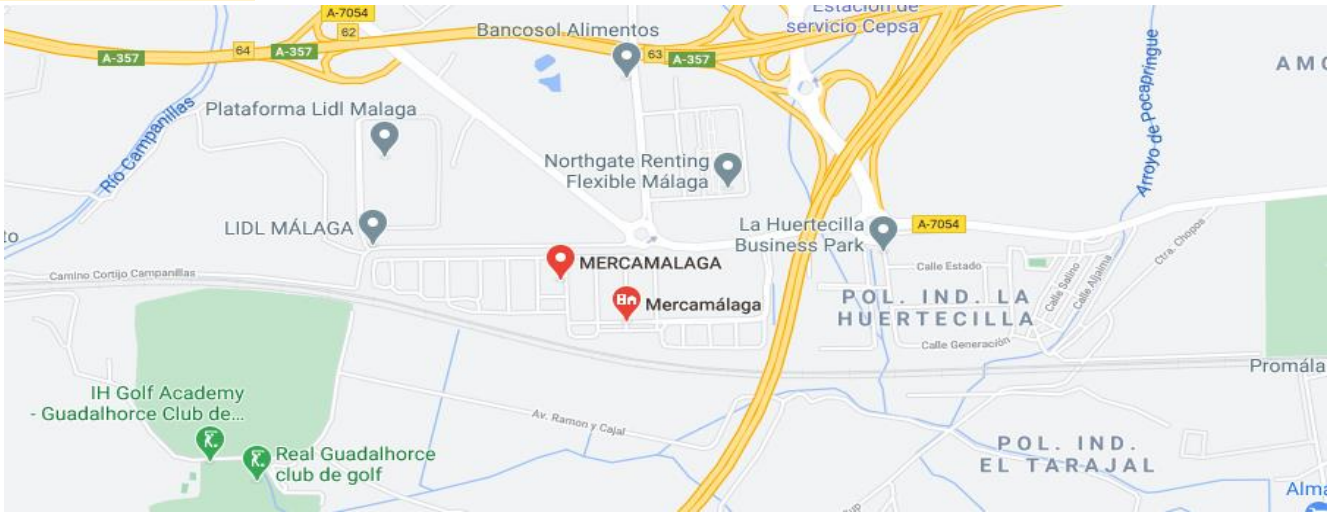 A-7054
62
Estación de
servicio Cepsa
Bancosol Alimentos
64
A-357
63
A-357
AMO
Plataforma Lidl Malaga
Río Campanillas
Arroyo de Pocapringue
Northgate Renting
Flexible Málaga
LIDL MÁLAGA
La Huertecilla
Business Park
A-7054
to
MERCAMALAGA
Camino Cortijo Campanillas
Calle Estado
Calle Salino
Calle Aljaima
Ctra. Chopos
Mercamálaga
POL. IND. LA
HUERTECILLA
Calle Generación
Promála
IH Golf Academy
- Guadalhorce Club de...
Av. Ramon y Cajal
Real Guadalhorce
club de golf
POL. IND.
EL TARAJAL
Alma